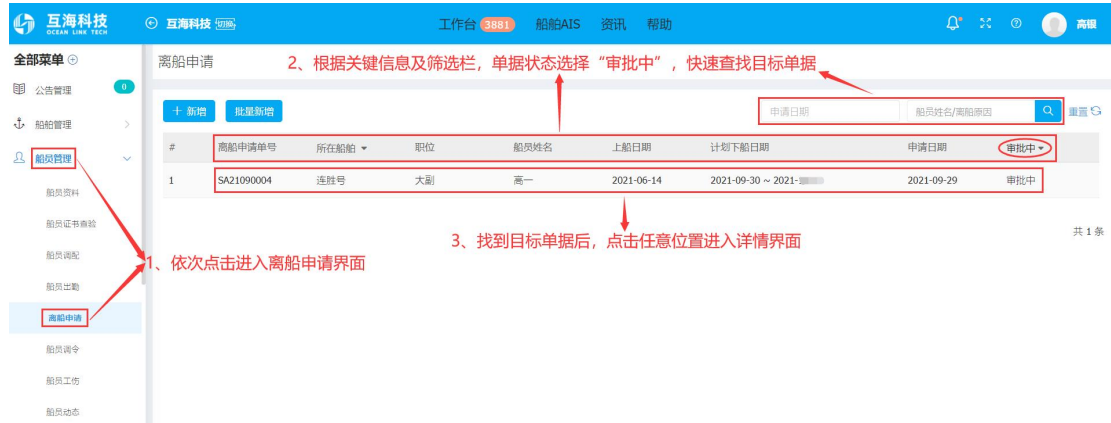 互海科技
OCEAN LINK TECH
互海科技 [切换]
工作台 3881 船舶AIS 资讯 帮助
高银
全部菜单
公告管理 0
船舶管理
船员管理
船员资料
船员证书查验
船员调配
船员出勤
离船申请
船员调令
船员工伤
船员动态
离船申请
2、根据关键信息及筛选栏，单据状态选择“审批中”，快速查找目标单据
+ 新增 批量新增 申请日期 船员姓名/离船原因 重置
# 离船申请单号 所在船舶 职位 船员姓名 上船日期 计划下船日期 申请日期 审批中
1 SA21090004 连胜号 大副 高一 2021-06-14 2021-09-30 ~ 2021- 2021-09-29 审批中
共 1 条
3、找到目标单据后，点击任意位置进入详情界面
1、依次点击进入离船申请界面